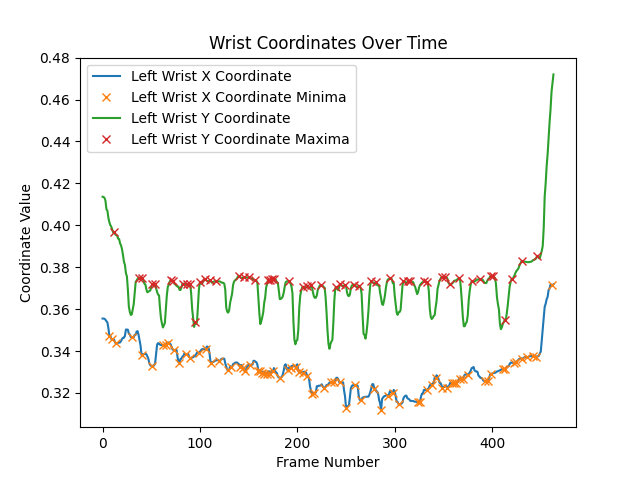 Wrist Coordinates Over Time
Left Wrist X Coordinate
Left Wrist X Coordinate Minima
Left Wrist Y Coordinate
Left Wrist Y Coordinate Maxima
Coordinate Value
0.48
0.46
0.44
0.42
0.40
0.38
0.36
0.34
0.32
0
100
200
300
400
Frame Number